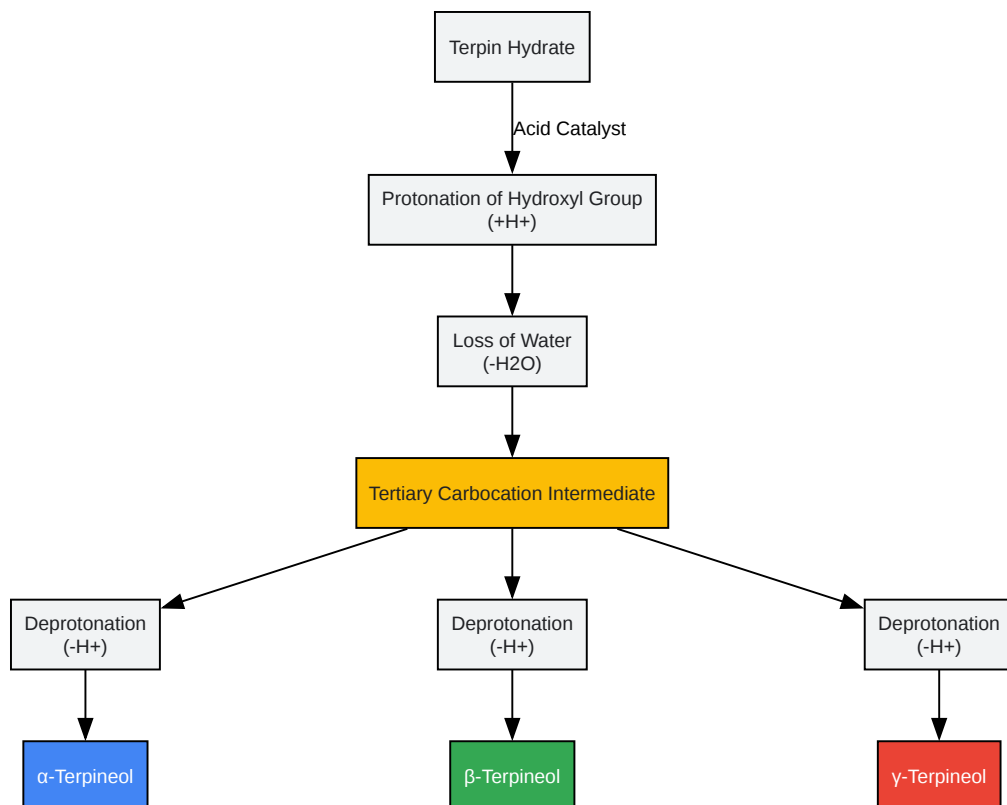 Terpin Hydrate
Acid Catalyst
Protonation of Hydroxyl Group
(+H+)
Loss of Water
(-H2O)
Tertiary Carbocation Intermediate
Deprotonation
(-H+)
Deprotonation
(-H+)
Deprotonation
(-H+)
α-Terpineol
β-Terpineol
γ-Terpineol